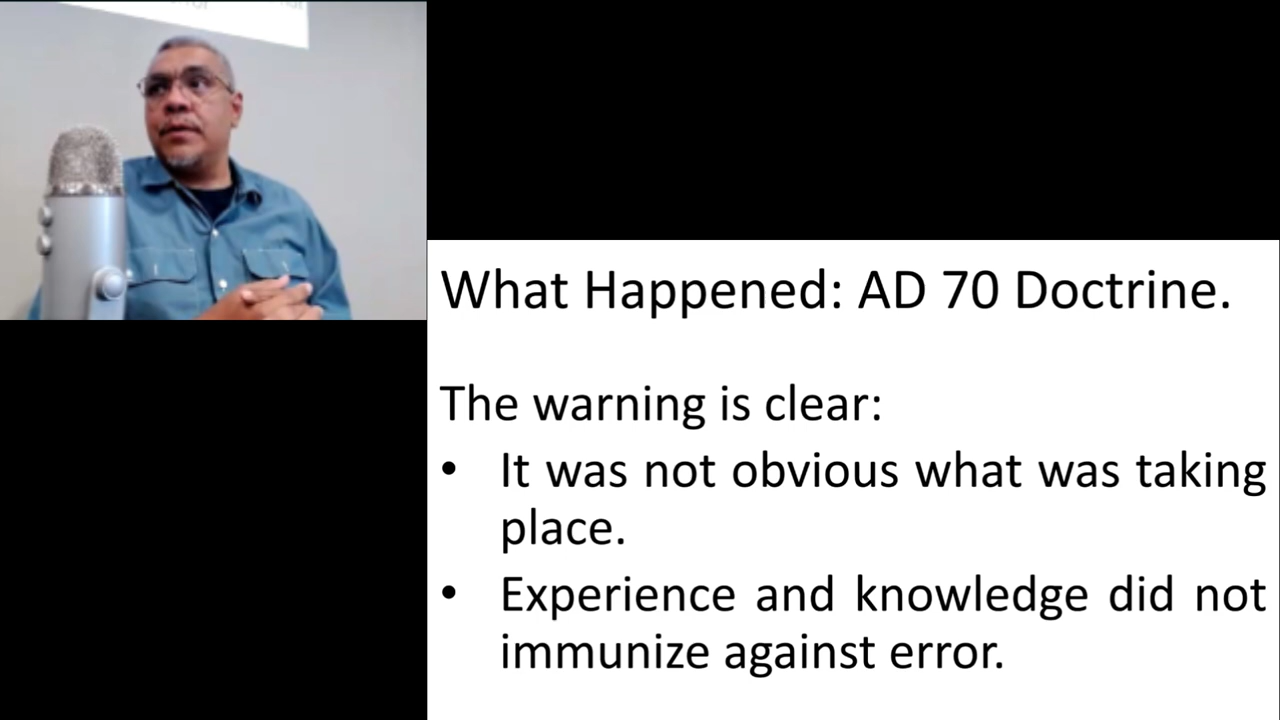 What Happened: AD 70 Doctrine.
The warning is clear:
• It was not obvious what was taking
place.
• Experience and knowledge did not
immunize against error.